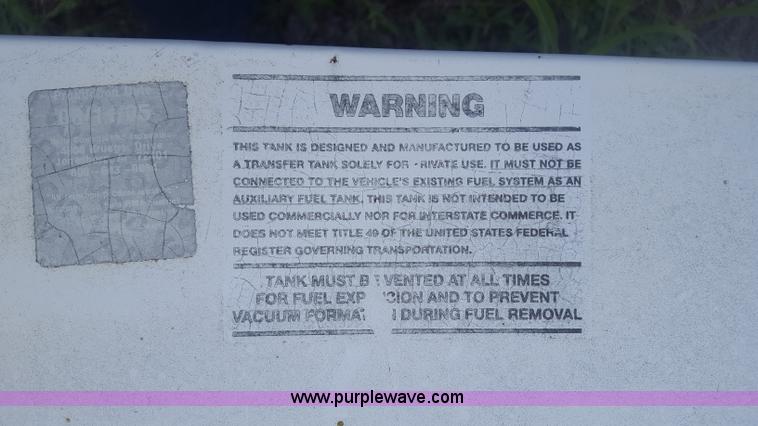 WARNING
THIS TANK IS DESIGNED AND MANUFACTURED TO BE USED AS
A TRANSFER TANK SOLELY FOR RIVATE USE. IT MUST NOT BE
CONNECTED TO THE VEHICLE'S EXISTING FUEL SYSTEM AS AN
AUXILIARY FUEL TANK. THIS TANK IS NOT INTENDED TO BE
USED COMMERCIALLY NOR FOR INTERSTATE COMMERCE. IT
DOES NOT MEET TITLE 49 OF THE UNITED STATES FEDERAL
REGISTER GOVERNING TRANSPORTATION.
TANK MUST B VENTED AT ALL TIMES
FOR FUEL EXP SION AND TO PREVENT
VACUUM FORMAT DURING FUEL REMOVAL
www.purplewave.com